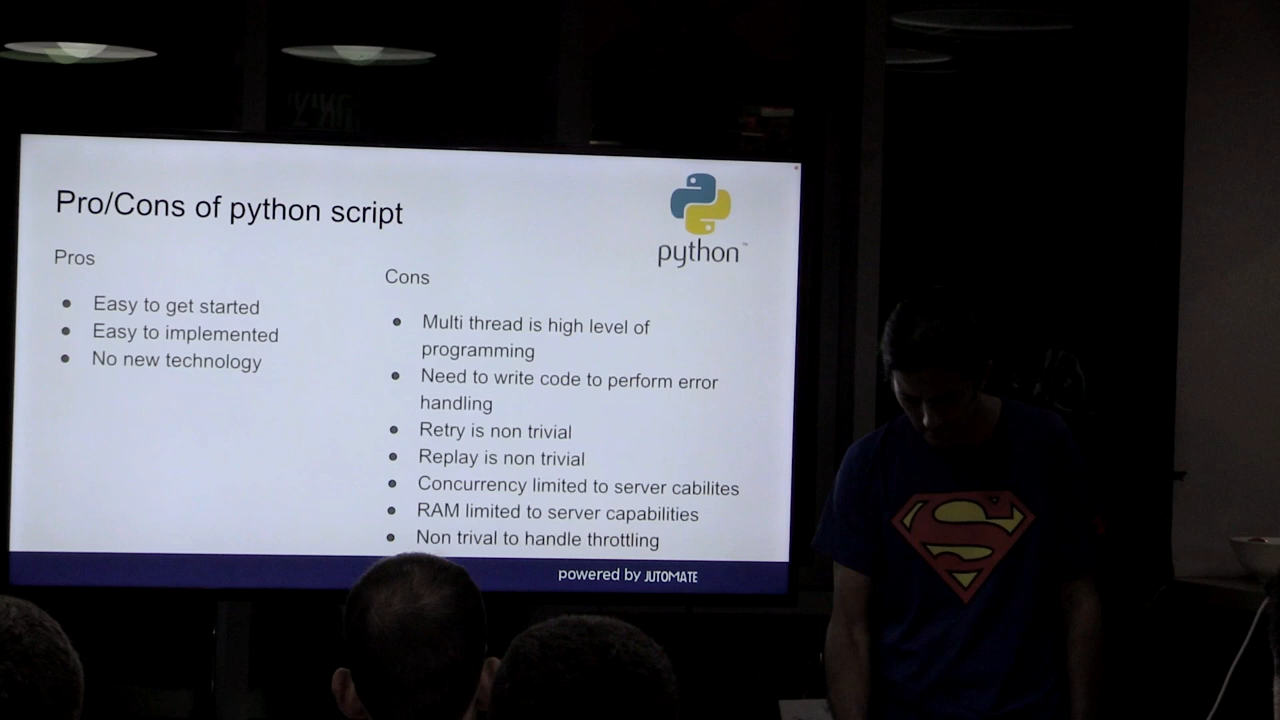 Pro/Cons of python script
python™
Pros
Easy to get started
Easy to implemented
No new technology
Cons
Multi thread is high level of
programming
Need to write code to perform error
handling
Retry is non trivial
Replay is non trivial
Concurrency limited to server cabilites
RAM limited to server capabilities
Non trival to handle throttling
powered by JUTOMATE
S